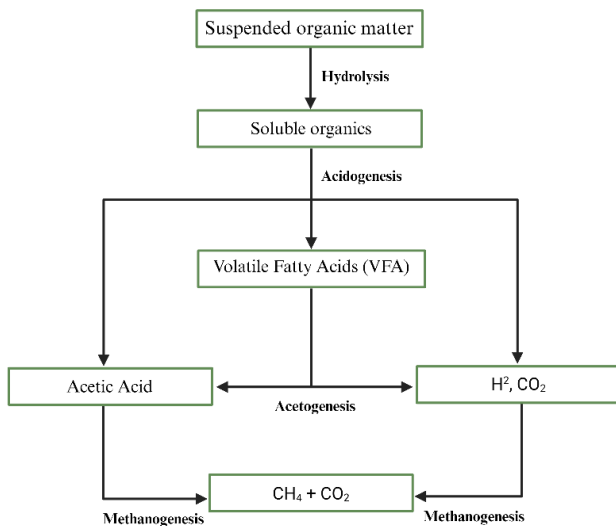 Suspended organic matter
Hydrolysis
Soluble organics
Acidogenesis
Volatile Fatty Acids (VFA)
Acetic Acid
H², CO₂
Acetogenesis
CH₄ + CO₂
Methanogenesis
Methanogenesis